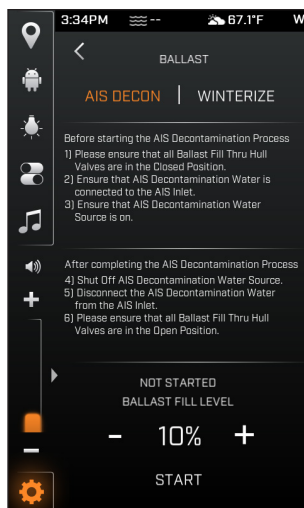 3:34PM -- 67.1°F W
BALLAST
AIS DECON | WINTERIZE
Before starting the AIS Decontamination Process
1) Please ensure that all Ballast Fill Thru Hull
Valves are in the Closed Position.
2) Ensure that AIS Decontamination Water is
connected to the AIS Inlet.
3) Ensure that AIS Decontamination Water
Source is on.
After completing the AIS Decontamination Process
4) Shut Off AIS Decontamination Water Source.
5) Disconnect the AIS Decontamination Water
from the AIS Inlet.
6) Please ensure that all Ballast Fill Thru Hull
Valves are in the Open Position.
NOT STARTED
BALLAST FILL LEVEL
- 10% +
START